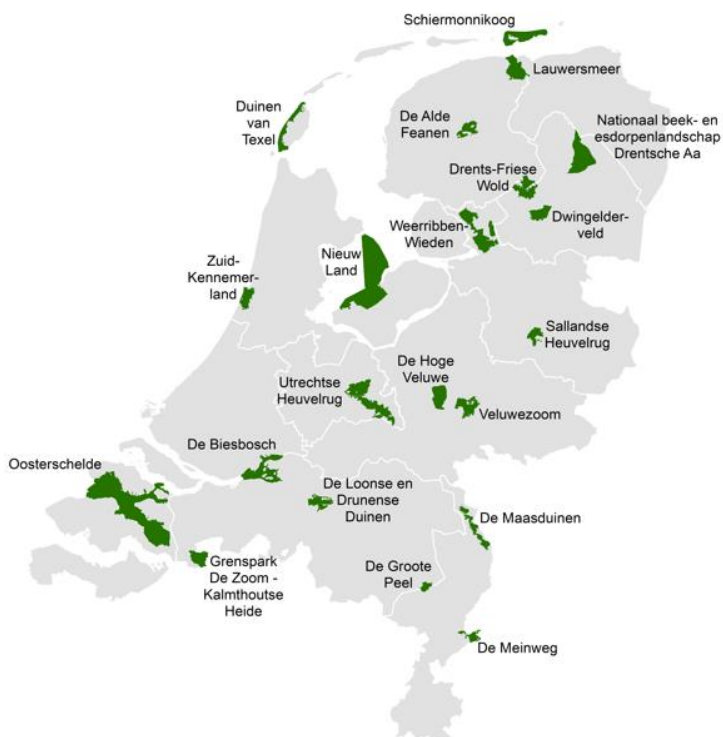 Schiermonnikoog
Lauwersmeer
Duinen
van
Texel
De Alde
Feanen
Nationaal beek- en
esdorpenlandschap
Drentsche Aa
Drents-Friese
Wold
Dwingelder-
veld
Weerribben-
Wieden
Nieuw
Land
Zuid-
Kennemer-
land
Sallandse
Heuvelrug
De Hoge
Veluwe
Utrechtse
Heuvelrug
Veluwezoom
De Biesbosch
Oosterschelde
De Loonse en
Drunense
Duinen
De Maasduinen
Grenspark
De Zoom -
Kalmthoutse
Heide
De Groote
Peel
De Meinweg